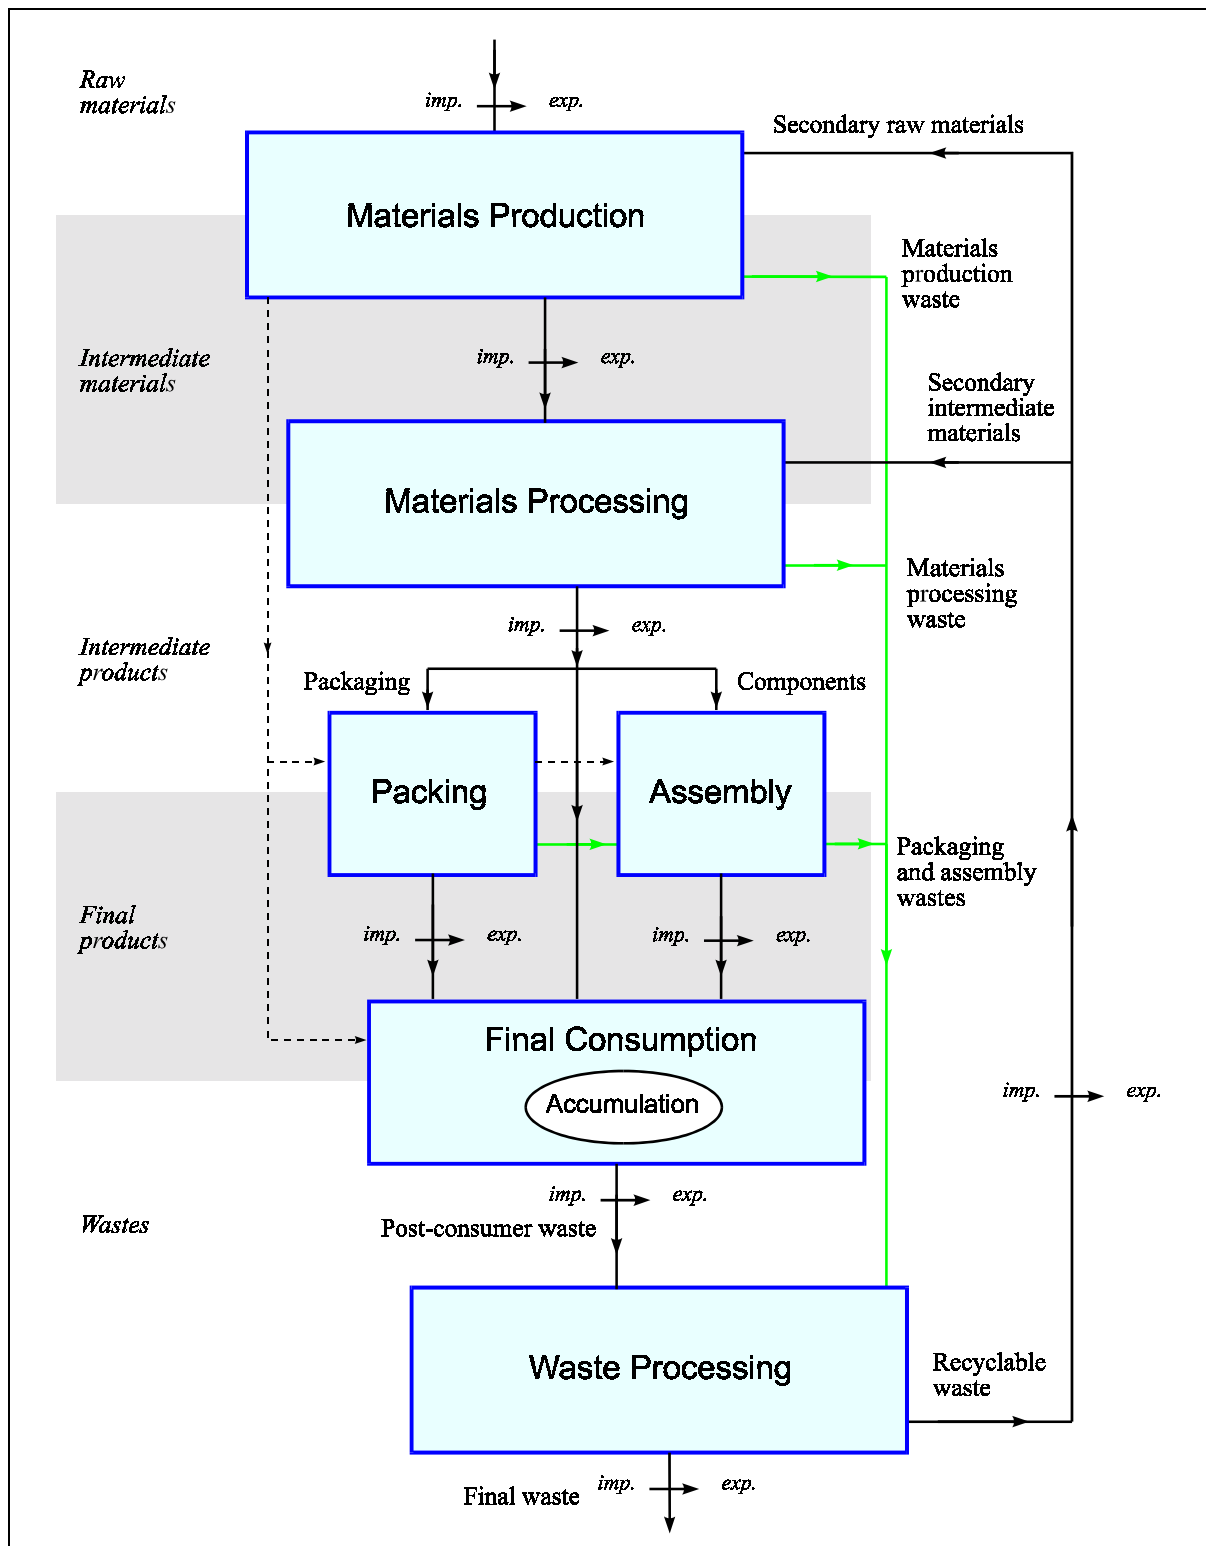 Raw
materials
imp.
exp.
Secondary raw materials
Materials Production
Materials
production
waste
Intermediate
materials
imp.
exp.
Secondary
intermediate
materials
Materials Processing
Materials
processing
waste
imp.
exp.
Intermediate
products
Packaging
Components
Packing
Assembly
Packaging
and assembly
wastes
Final
products
imp.
exp.
imp.
exp.
Final Consumption
Accumulation
imp.
exp.
imp.
exp.
Wastes
Post-consumer waste
Waste Processing
Recyclable
waste
Final waste
imp.
exp.